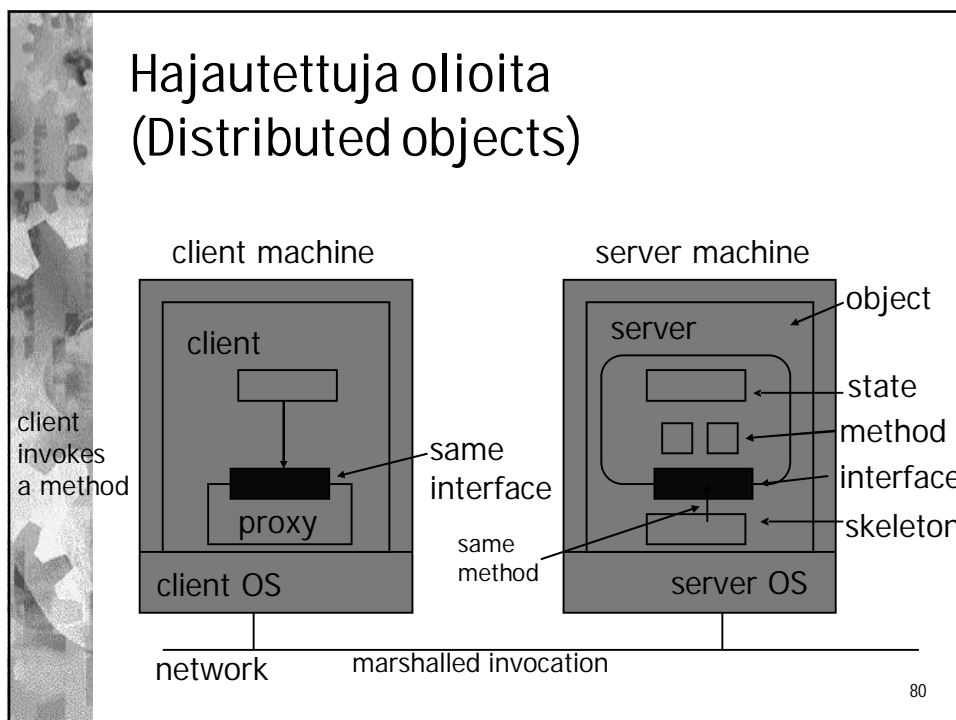 Hajautettuja olioita
(Distributed objects)
client machine
server machine
object
client
server
state
client
invokes
a method
method
same
interface
interface
proxy
skeleton
same
method
client OS
server OS
network
marshalled invocation
80